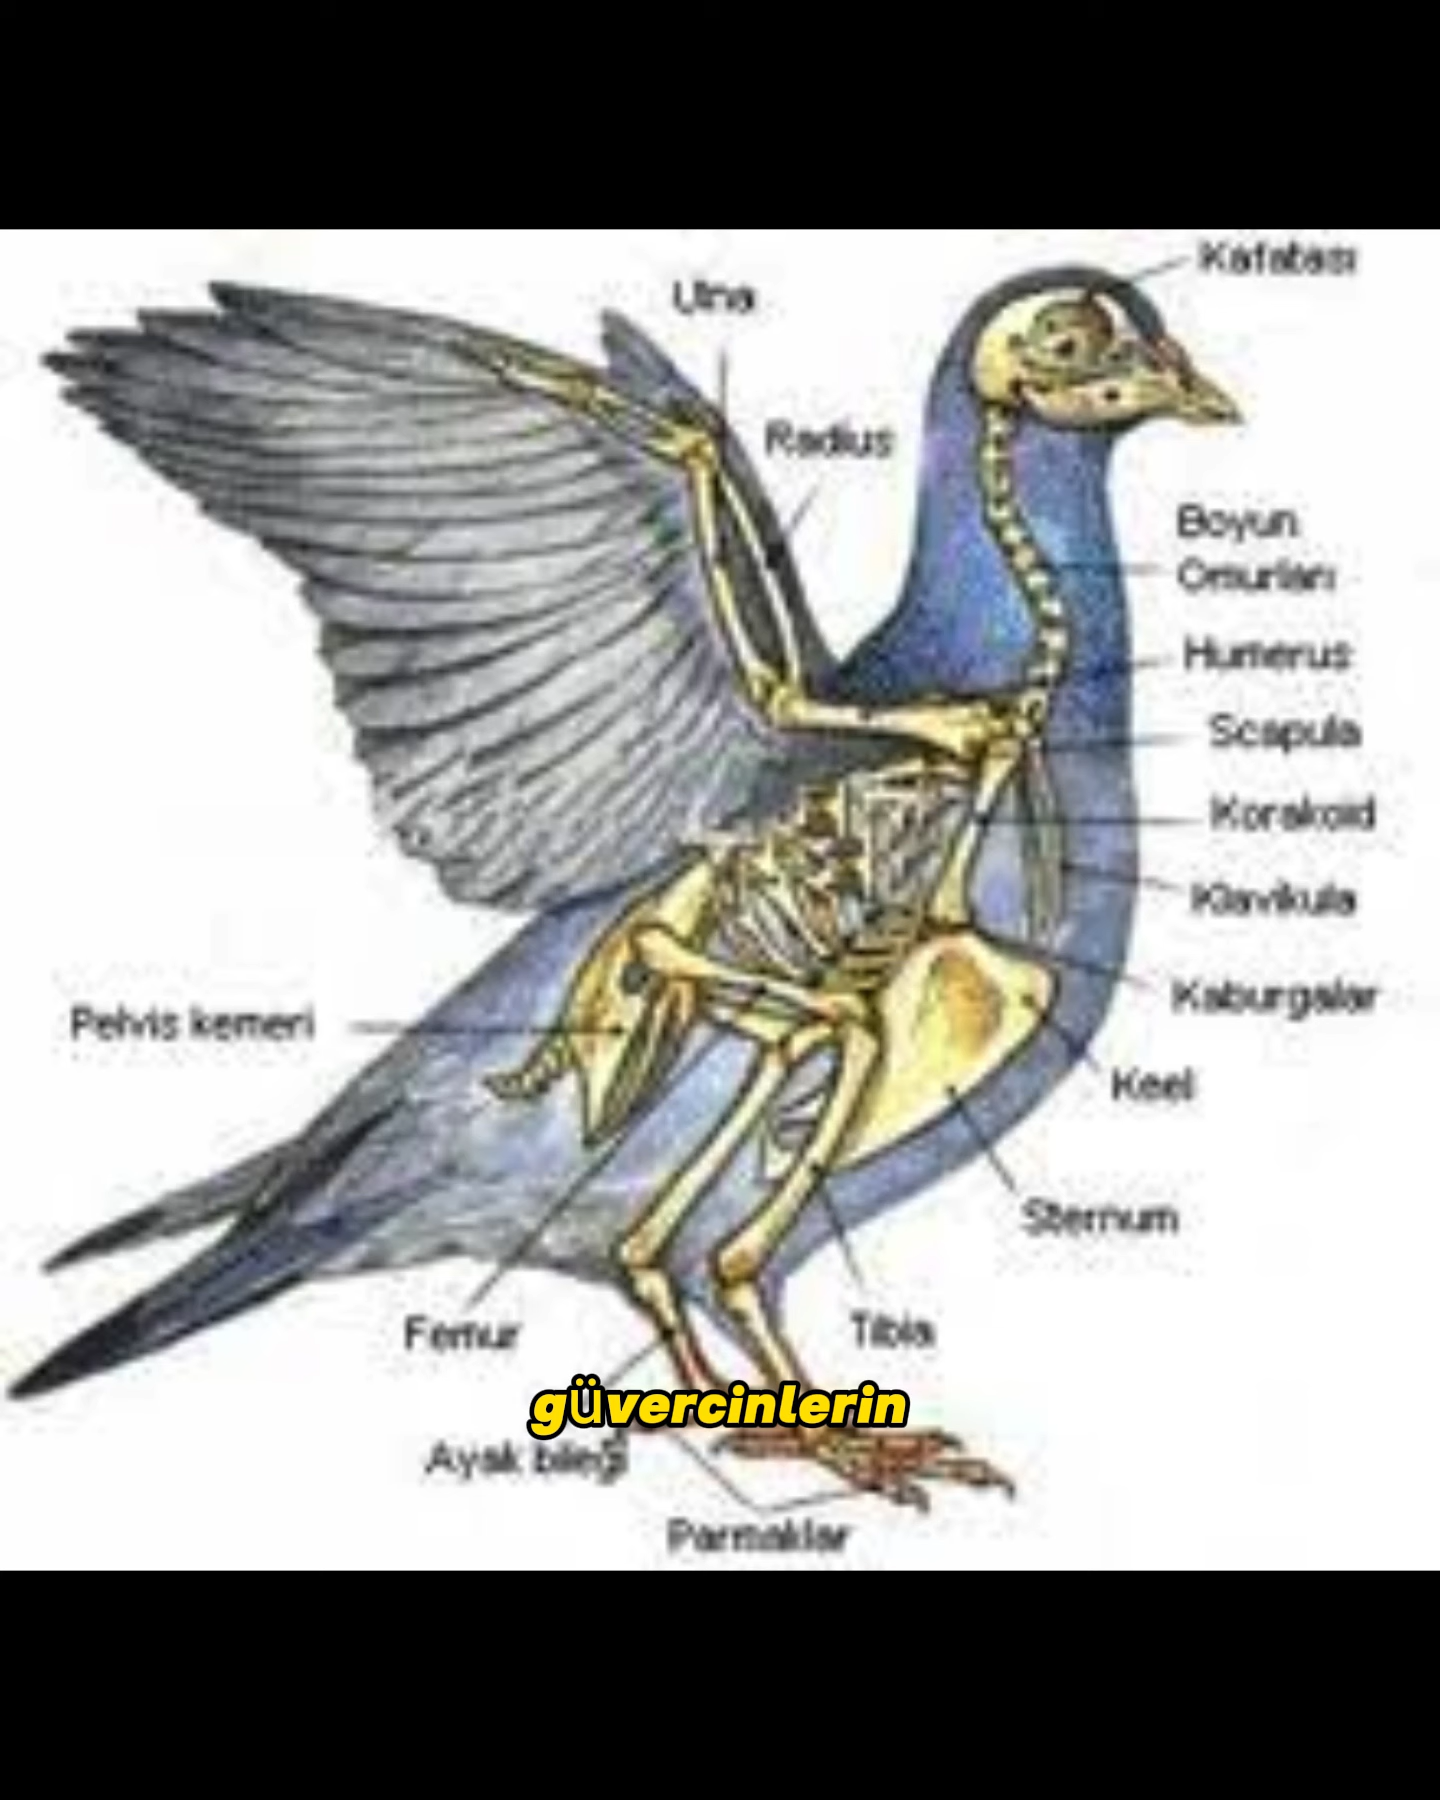 Kafatası
Ulna
Radius
Boyun
Omurları
Humerus
Scapula
Korakoid
Klavikula
Kaburgalar
Pelvis kemeri
Keel
Sternum
Femur
Tibia
güvercinlerin
Ayak bileği
Parmaklar